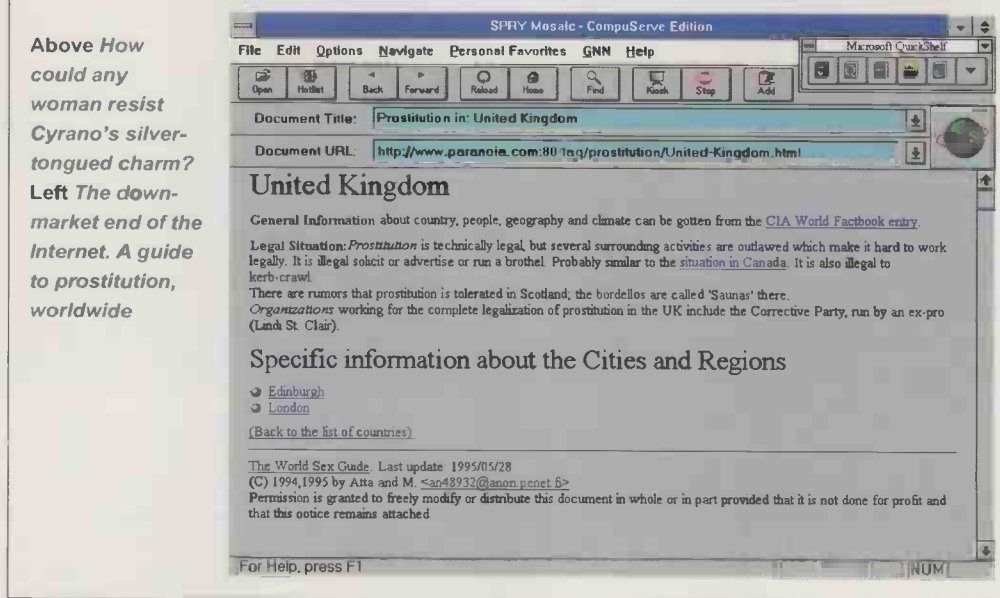 Above How
could any
woman resist
Cyrano's silver-
tongued charm?
Left The down-
market end of the
Internet. A guide
to prostitution,
worldwide
SPRY Mosaic - CompuServe Edition
File Edit Options Navigate Personal Favorites GNN Help
Microsoft QuickShelf
Open Hotlist Back Forward Reload Home Find Kiosk Stop Add
Document Title: Prostitution in: United Kingdom
Document URL: http://www.paranoia.com:80/faq/prostitution/United-Kingdom.html
United Kingdom
General Information about country, people, geography and climate can be gotten from the CIA World Factbook entry.
Legal Situation: Prostitution is technically legal, but several surrounding activities are outlawed which make it hard to work
legally. It is illegal solicit or advertise or run a brothel. Probably similar to the situation in Canada. It is also illegal to
kerb-crawl.
There are rumors that prostitution is tolerated in Scotland; the bordellos are called 'Saunas' there.
Organizations working for the complete legalization of prostitution in the UK include the Corrective Party, run by an ex-pro
(Lindi St. Clair).
Specific information about the Cities and Regions
Edinburgh
London
(Back to the list of countries)
The World Sex Guide. Last update: 1995/05/28
(C) 1994,1995 by Atta and M. <an48932@anon.penet.fi>
Permission is granted to freely modify or distribute this document in whole or in part provided that it is not done for profit and
that this notice remains attached
For Help, press F1
NUM